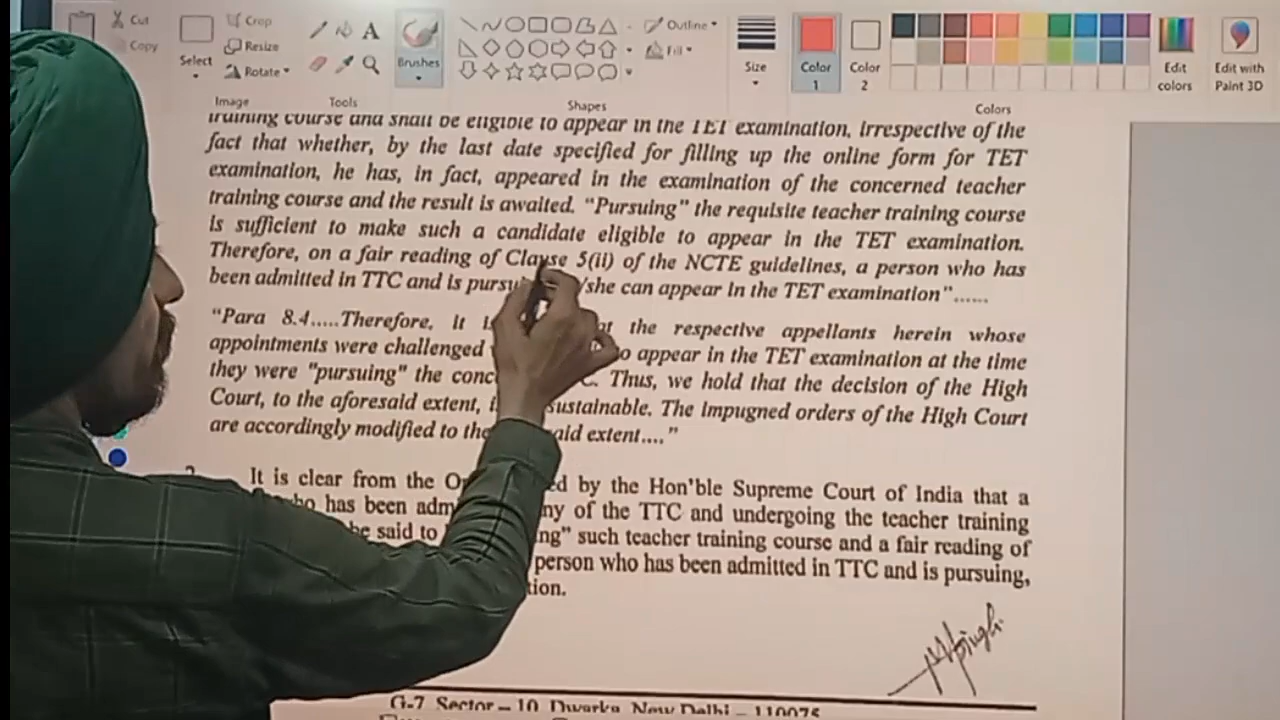 Cut
Copy
Crop
Resize
Rotate
Select
A
Brushes
Outline
Fill
Size
Color
1
Color
2
Edit
colors
Edit with
Paint 3D
Image
Tools
Shapes
Colors
training course and shall be eligible to appear in the TET examination, irrespective of the
fact that whether, by the last date specified for filling up the online form for TET
examination, he has, in fact, appeared in the examination of the concerned teacher
training course and the result is awaited. "Pursuing" the requisite teacher training course
is sufficient to make such a candidate eligible to appear in the TET examination.
Therefore, on a fair reading of Clause 5(ii) of the NCTE guidelines, a person who has
been admitted in TTC and is /she can appear in the TET examination"......
"Para 8.4.....Therefore, it the respective appellants herein whose
appointments were challenged appear in the TET examination at the time
they were "pursuing" the Thus, we hold that the decision of the High
Court, to the aforesaid extent, sustainable. The impugned orders of the High Court
are accordingly modified to extent...."
It is clear from the by the Hon'ble Supreme Court of India that a
has been of the TTC and undergoing the teacher training
said to such teacher training course and a fair reading of
person who has been admitted in TTC and is pursuing,
G-7 Sector – 10 Dwarka New Delhi – 110075